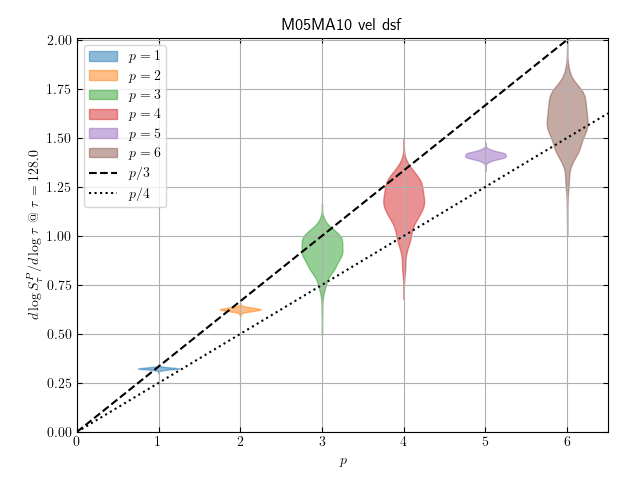 M05MA10 vel dsf
2.00
1.75
1.50
1.25
1.00
0.75
0.50
0.25
0.00
d log S_τ^P / d log τ @ τ = 128.0
p = 1
p = 2
p = 3
p = 4
p = 5
p = 6
p/3
p/4
0 1 2 3 4 5 6
p